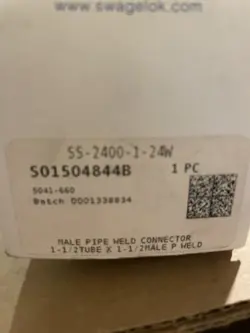 www.swagelok.com
SS-2400-1-24W
S01504844B 1 PC
5041-660
Batch 0001338834
MALE PIPE WELD CONNECTOR
1-1/2TUBE X 1-1/2MALE P WELD